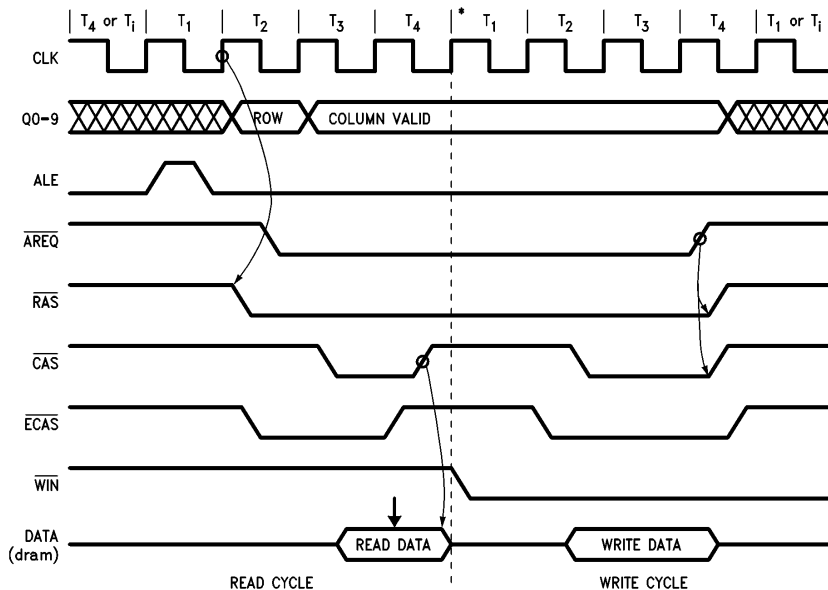 T4 or Ti T1 T2 T3 T4 * T1 T2 T3 T4 T1 or Ti
CLK
Q0-9 ROW COLUMN VALID
ALE
AREQ
RAS
CAS
ECAS
WIN
DATA (dram) READ DATA WRITE DATA
READ CYCLE WRITE CYCLE